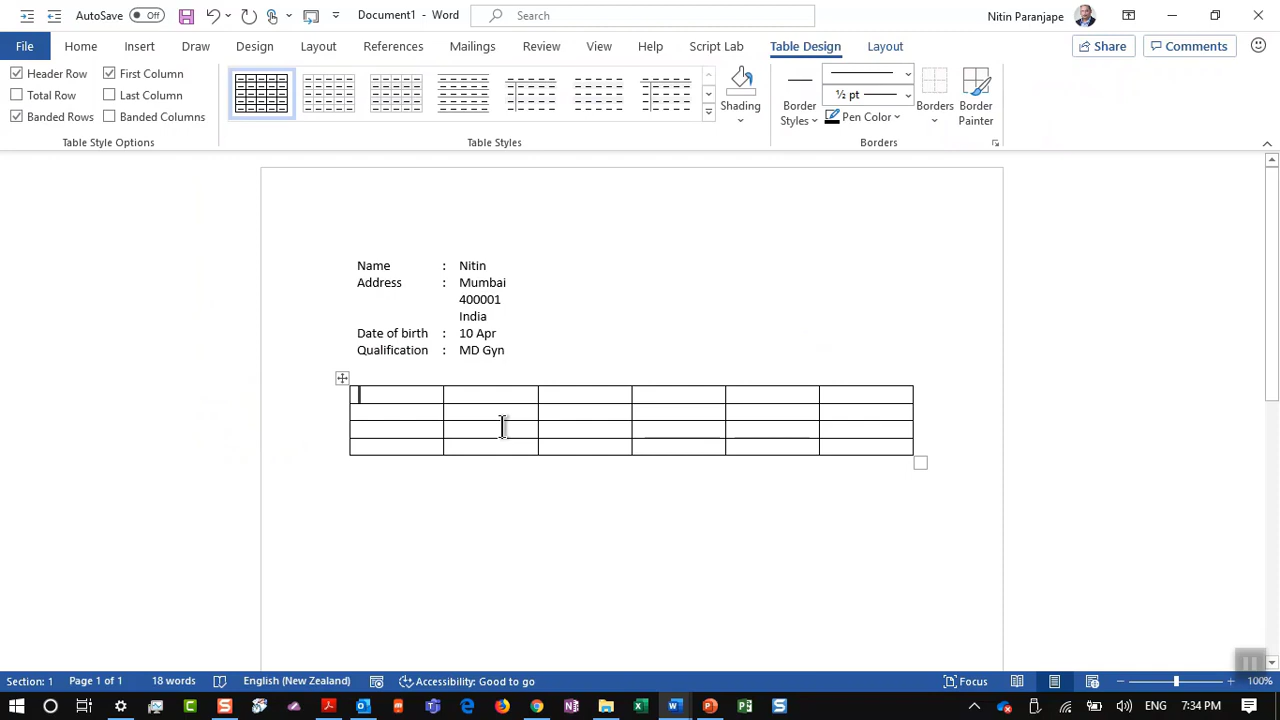 AutoSave Off Document1 - Word Search Nitin Paranjape
File Home Insert Draw Design Layout References Mailings Review View Help Script Lab Table Design Layout Share Comments
Header Row First Column
Total Row Last Column
Banded Rows Banded Columns
Table Style Options
Table Styles
Shading
Border Styles
½ pt
Pen Color
Borders
Border Painter
Borders
Name : Nitin
Address : Mumbai
400001
India
Date of birth : 10 Apr
Qualification : MD Gyn
Section: 1 Page 1 of 1 18 words English (New Zealand) Accessibility: Good to go Focus 100%
ENG 7:34 PM